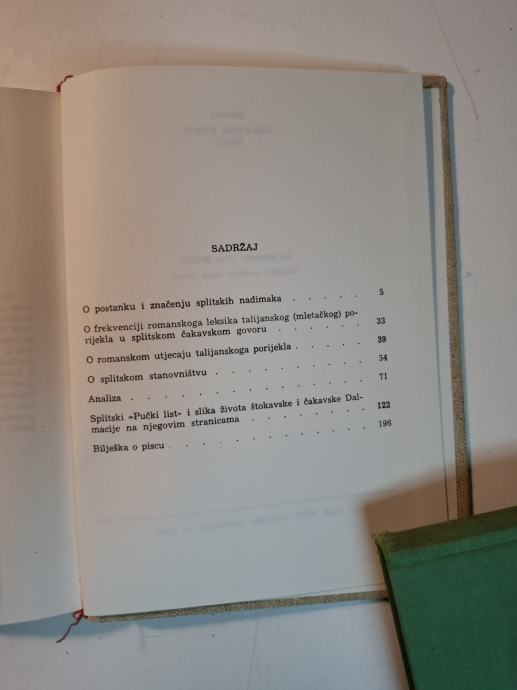 SADRŽAJ
O postanku i značenju splitskih nadimaka . . . . . 5
O frekvenciji romanskoga leksika talijanskog (mletačkog) po-
rijekla u splitskom čakavskom govoru . . . . . 33
O romanskom utjecaju talijanskoga porijekla . . . . . 39
O splitskom stanovništvu . . . . . . . . 54
Analiza . . . . . . . . . . . 71
Splitski »Pučki list« i slika života štokavske i čakavske Dal-
macije na njegovim stranicama . . . . . . 122
Bilješka o piscu . . . . . . . . . 196